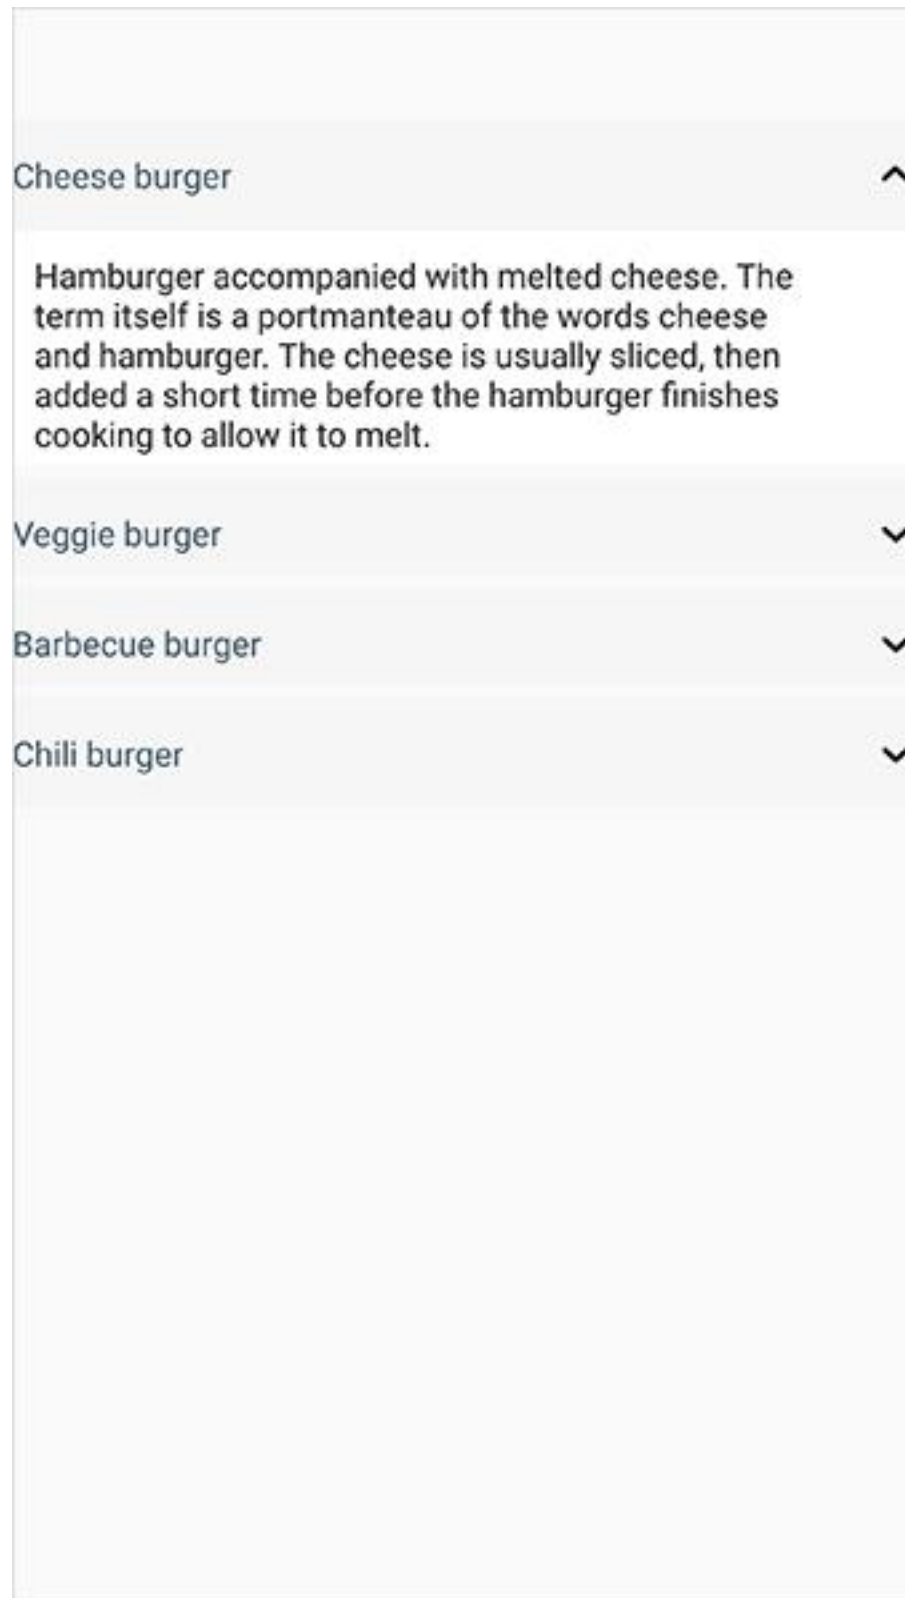 Cheese burger
Hamburger accompanied with melted cheese. The
term itself is a portmanteau of the words cheese
and hamburger. The cheese is usually sliced, then
added a short time before the hamburger finishes
cooking to allow it to melt.
Veggie burger
Barbecue burger
Chili burger